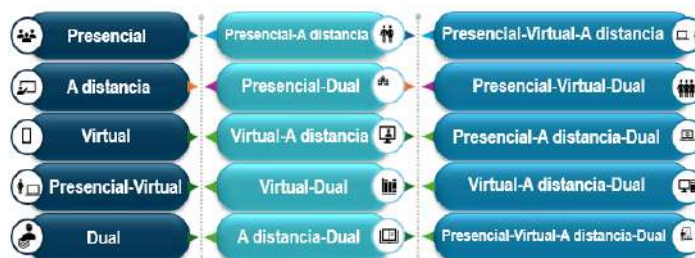 Presencial
A distancia
Virtual
Presencial-Virtual
Dual
Presencial-A distancia
Presencial-Dual
Virtual-A distancia
Virtual-Dual
A distancia-Dual
Presencial-Virtual-A distancia
Presencial-Virtual-Dual
Presencial-A distancia-Dual
Virtual-A distancia-Dual
Presencial-Virtual-A distancia-Dual